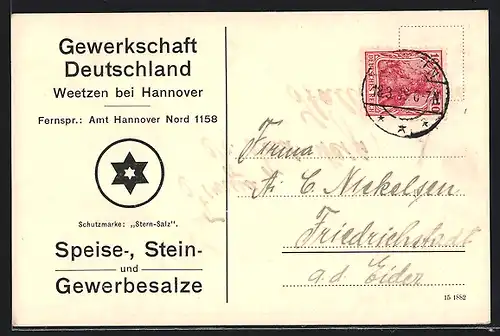 Gewerkschaft
Deutschland
Weetzen bei Hannover
Fernspr.: Amt Hannover Nord 1158
Schutzmarke: „Stern-Salz".
Speise-, Stein-
und
Gewerbesalze
Firma
C. Nickelsen
Friedrichstadt
a.d. Eider
15 1882